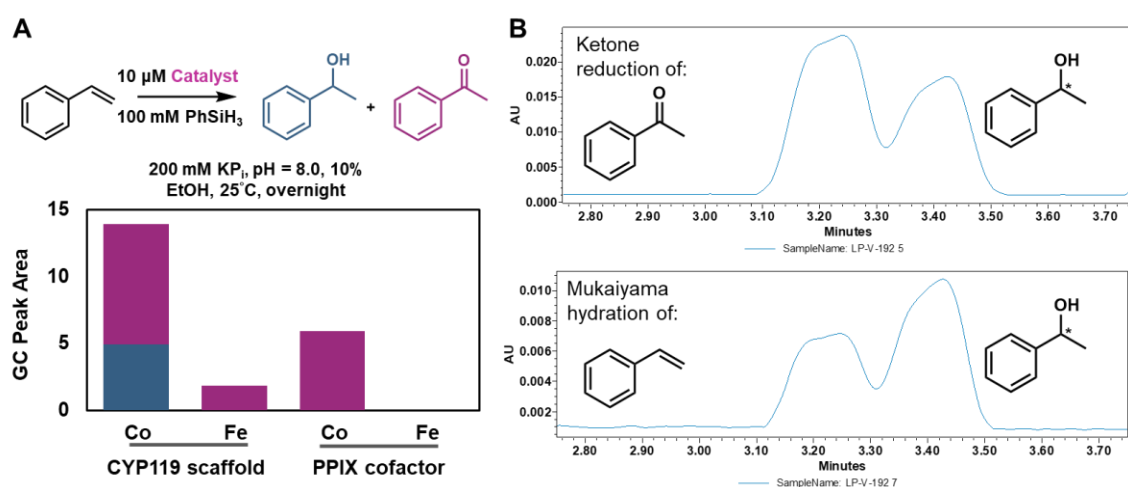 A
OH
O
10 µM Catalyst
100 mM PhSiH₃
+
200 mM KPᵢ, pH = 8.0, 10%
EtOH, 25°C, overnight
15
10
5
0
GC Peak Area
Co
Fe
Co
Fe
CYP119 scaffold
PPIX cofactor
B
Ketone
reduction of:
O
OH
*
0.020
0.015
0.010
0.005
0.000
AU
2.80 2.90 3.00 3.10 3.20 3.30 3.40 3.50 3.60 3.70
Minutes
SampleName: LP-V-192 5
Mukaiyama
hydration of:
OH
*
0.010
0.008
0.006
0.004
0.002
AU
2.80 2.90 3.00 3.10 3.20 3.30 3.40 3.50 3.60 3.70
Minutes
SampleName: LP-V-192 7